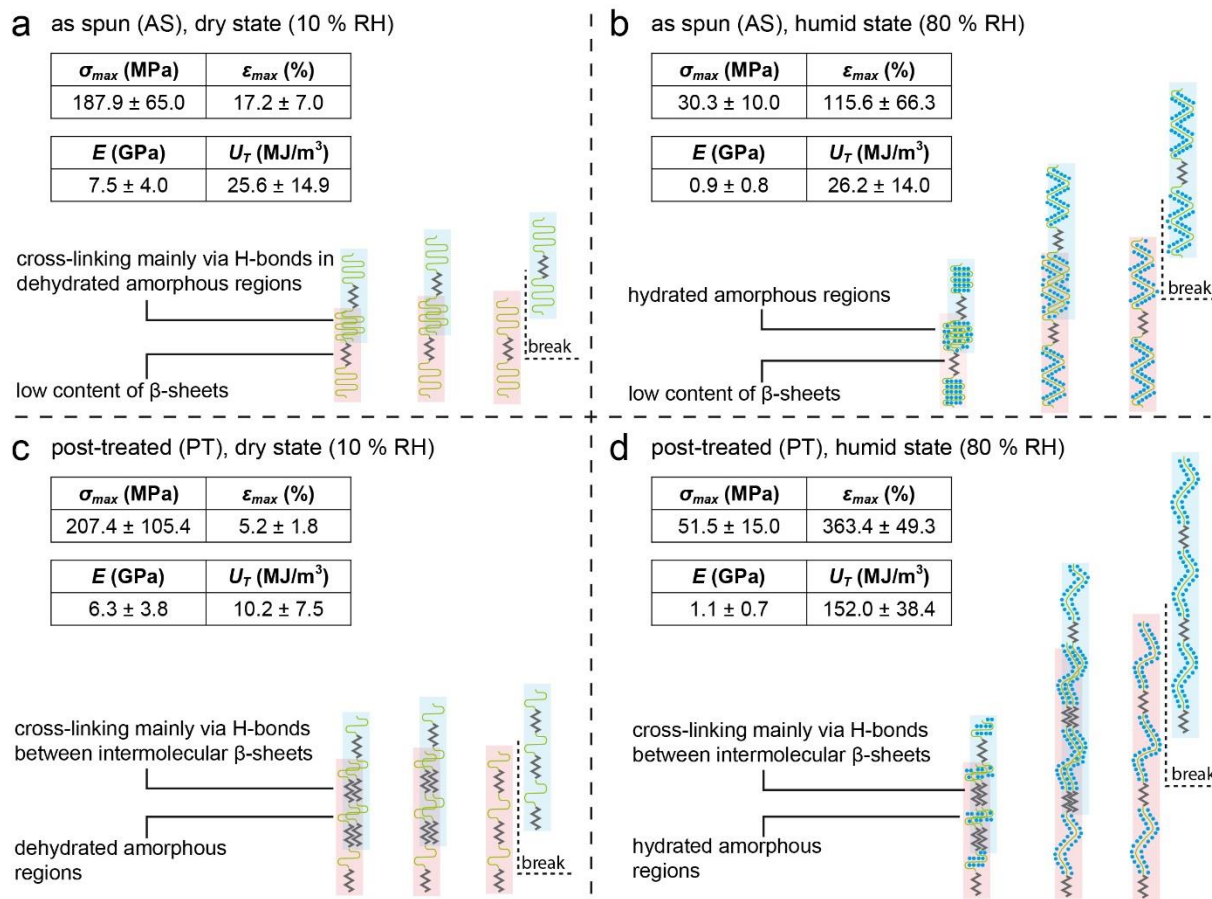 a as spun (AS), dry state (10 % RH)
σmax (MPa) εmax (%)
187.9 ± 65.0 17.2 ± 7.0
E (GPa) UT (MJ/m³)
7.5 ± 4.0 25.6 ± 14.9
cross-linking mainly via H-bonds in
dehydrated amorphous regions
low content of β-sheets
break
b as spun (AS), humid state (80 % RH)
σmax (MPa) εmax (%)
30.3 ± 10.0 115.6 ± 66.3
E (GPa) UT (MJ/m³)
0.9 ± 0.8 26.2 ± 14.0
hydrated amorphous regions
low content of β-sheets
break
c post-treated (PT), dry state (10 % RH)
σmax (MPa) εmax (%)
207.4 ± 105.4 5.2 ± 1.8
E (GPa) UT (MJ/m³)
6.3 ± 3.8 10.2 ± 7.5
cross-linking mainly via H-bonds
between intermolecular β-sheets
dehydrated amorphous
regions
break
d post-treated (PT), humid state (80 % RH)
σmax (MPa) εmax (%)
51.5 ± 15.0 363.4 ± 49.3
E (GPa) UT (MJ/m³)
1.1 ± 0.7 152.0 ± 38.4
cross-linking mainly via H-bonds
between intermolecular β-sheets
hydrated amorphous
regions
break